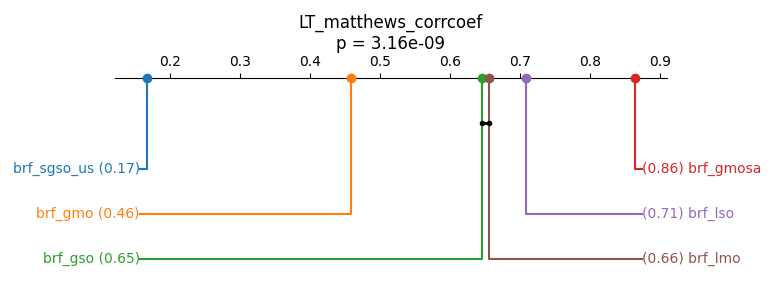 LT_matthews_corrcoef
p = 3.16e-09
0.2 0.3 0.4 0.5 0.6 0.7 0.8 0.9
brf_sgso_us (0.17) (0.86) brf_gmosa
brf_gmo (0.46) (0.71) brf_lso
brf_gso (0.65) (0.66) brf_lmo